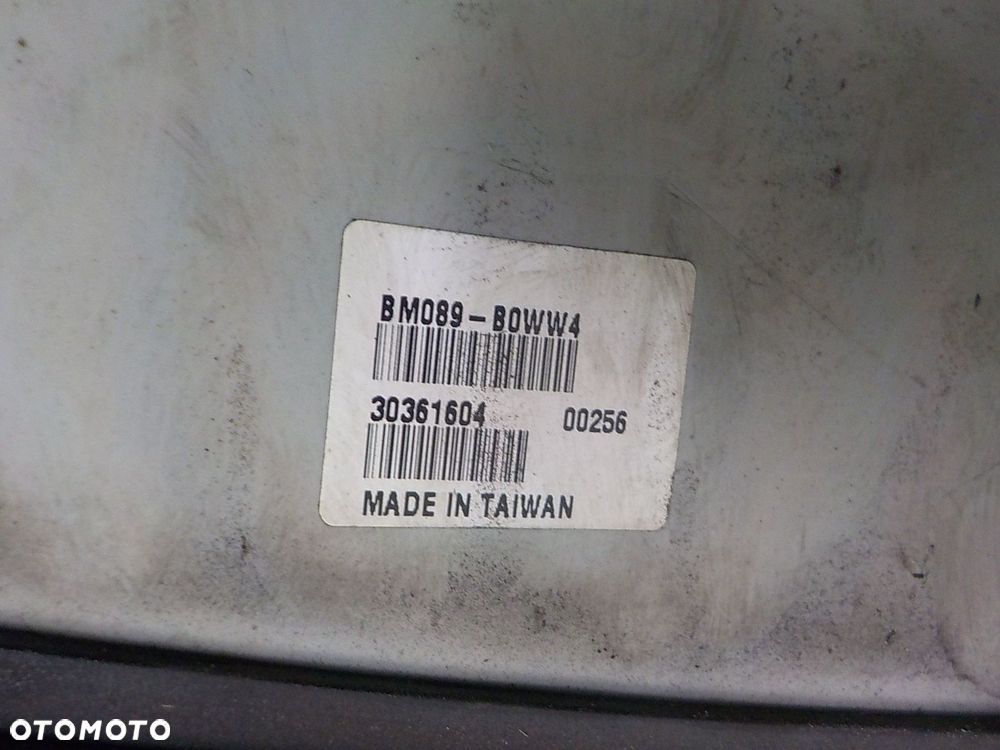 BM089-B0WW4
30361604 00256
MADE IN TAIWAN
OTOMOTO